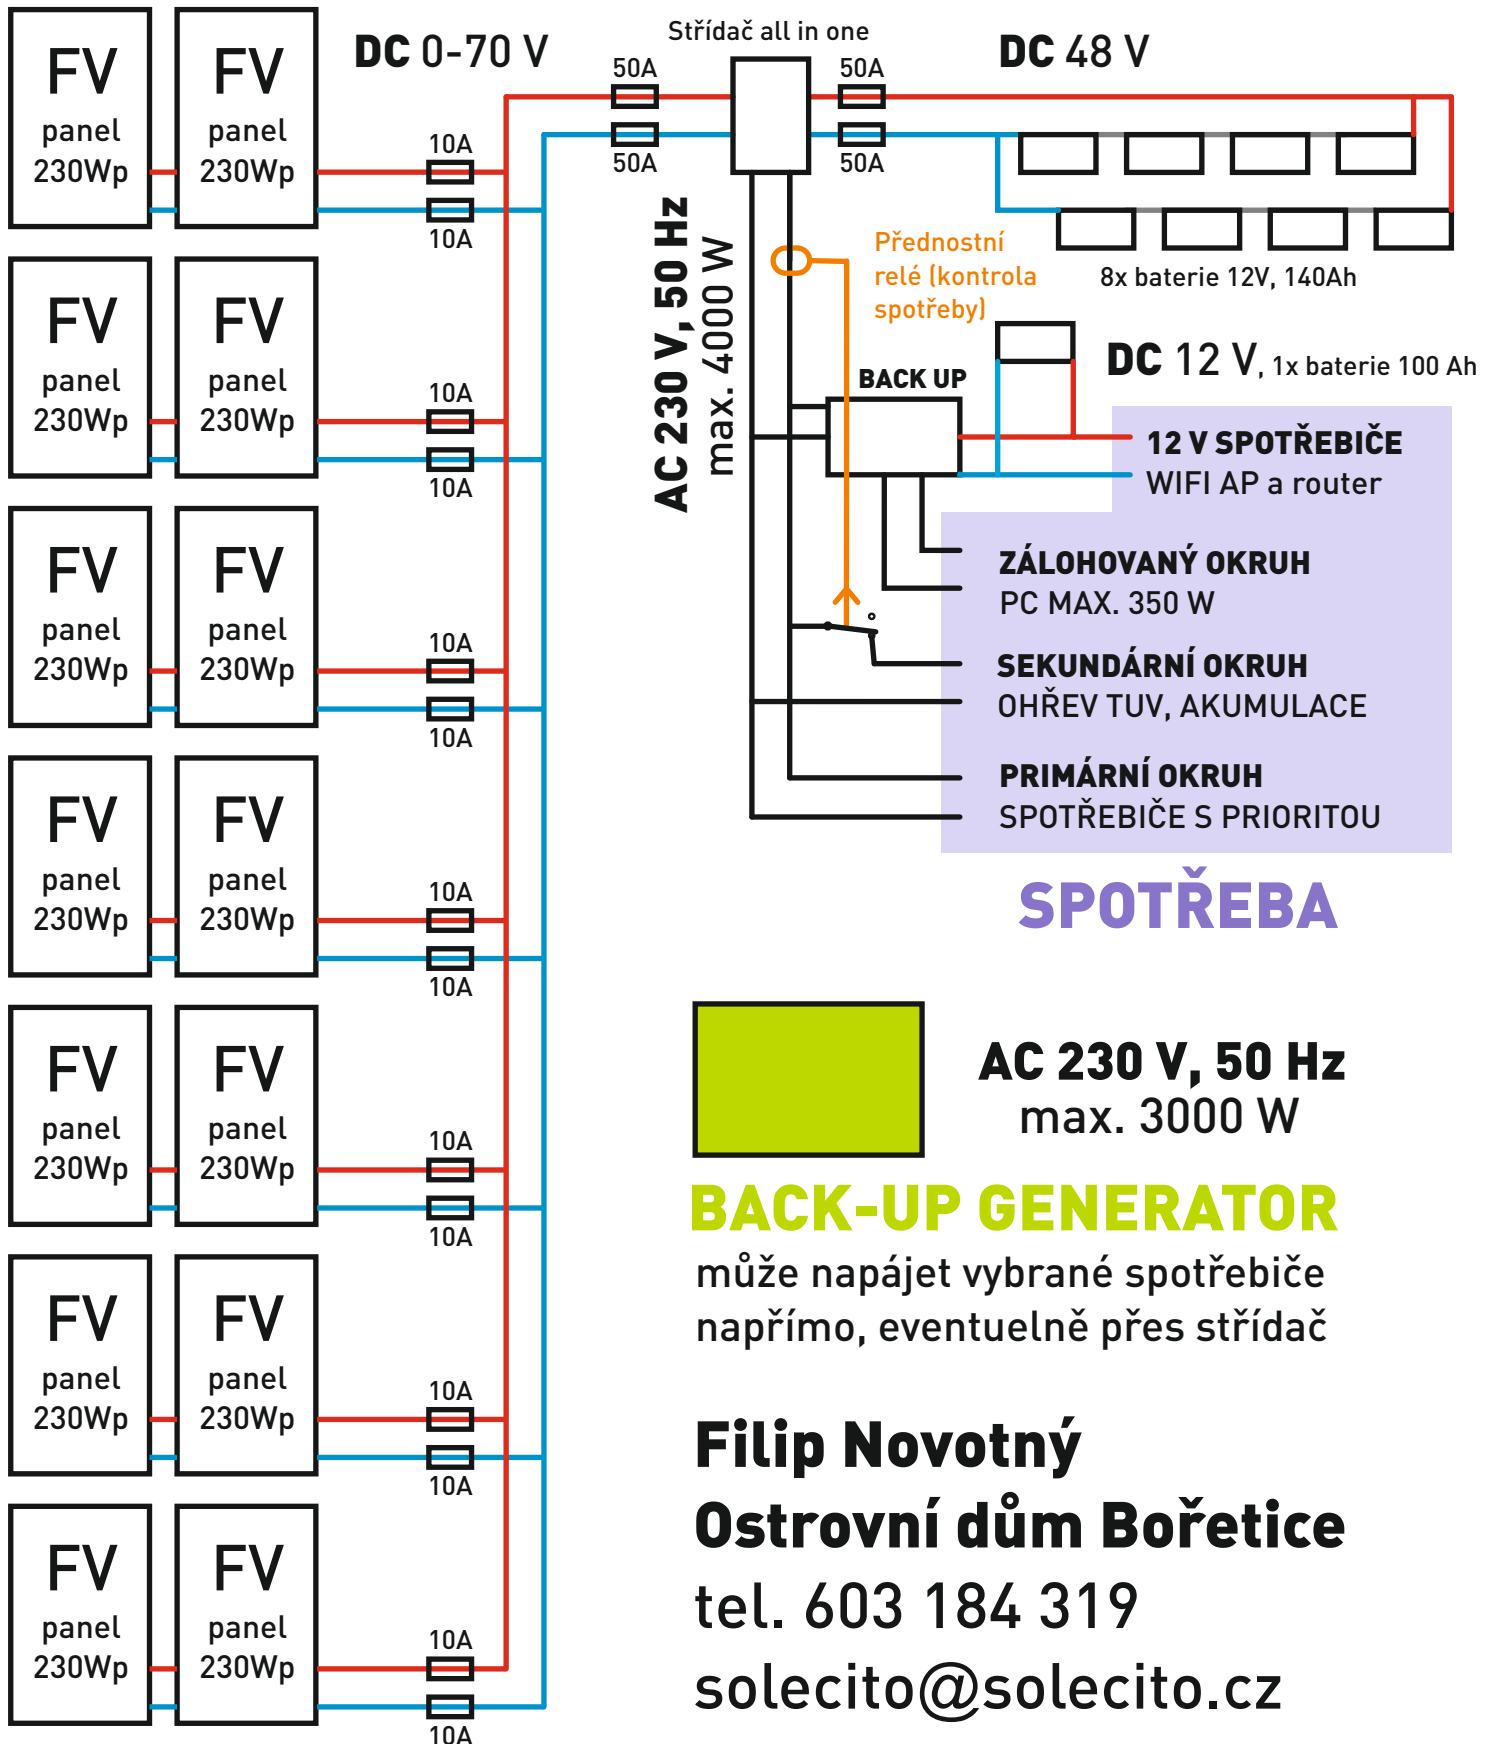 DC 0-70 V
Střídač all in one
DC 48 V
50A
50A
50A
50A
FV
panel
230Wp
FV
panel
230Wp
10A
10A
FV
panel
230Wp
FV
panel
230Wp
10A
10A
FV
panel
230Wp
FV
panel
230Wp
10A
10A
FV
panel
230Wp
FV
panel
230Wp
10A
10A
FV
panel
230Wp
FV
panel
230Wp
10A
10A
FV
panel
230Wp
FV
panel
230Wp
10A
10A
FV
panel
230Wp
FV
panel
230Wp
10A
10A
AC 230 V, 50 Hz
max. 4000 W
Přednostní
relé (kontrola
spotřeby)
8x baterie 12V, 140Ah
BACK UP
DC 12 V, 1x baterie 100 Ah
12 V SPOTŘEBIČE
WIFI AP a router
ZÁLOHOVANÝ OKRUH
PC MAX. 350 W
SEKUNDÁRNÍ OKRUH
OHŘEV TUV, AKUMULACE
PRIMÁRNÍ OKRUH
SPOTŘEBIČE S PRIORITOU
SPOTŘEBA
AC 230 V, 50 Hz
max. 3000 W
BACK-UP GENERATOR
může napájet vybrané spotřebiče
napřímo, eventuelně přes střídač
Filip Novotný
Ostrovní dům Bořetice
tel. 603 184 319
solecito@solecito.cz